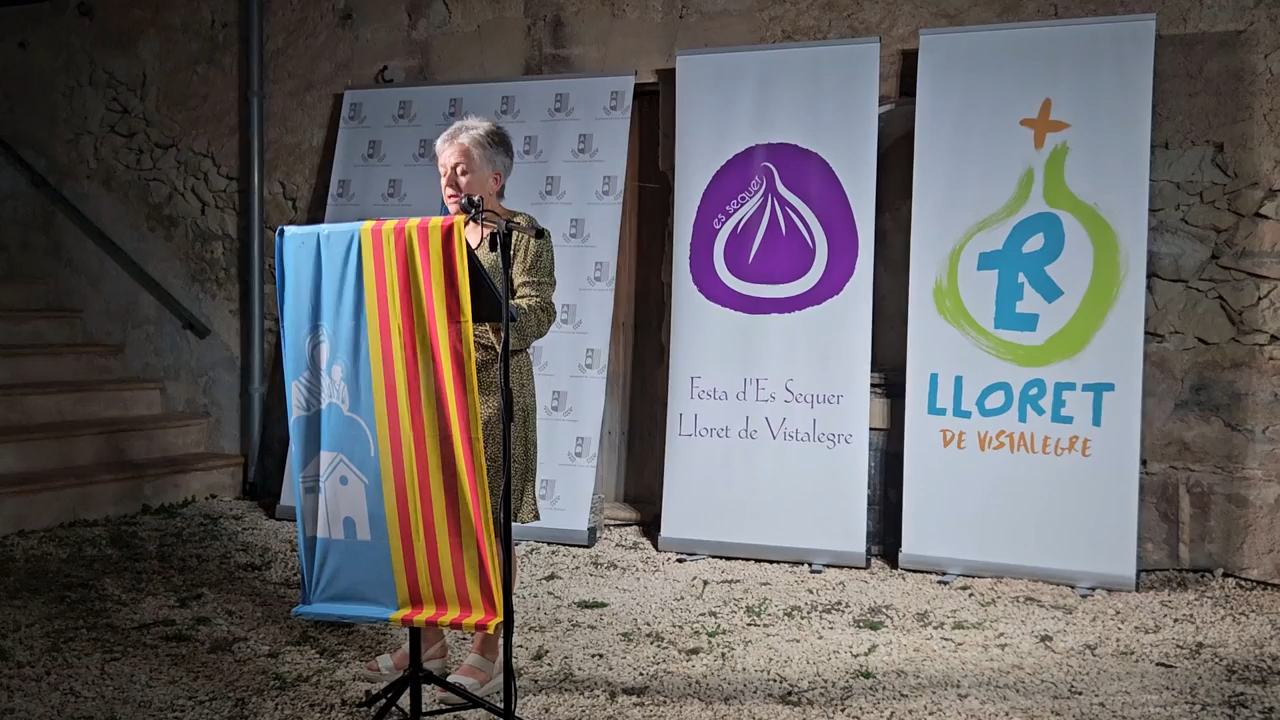 es sequer
Festa d'Es Sequer
Lloret de Vistalegre
LLORET
DE VISTALEGRE